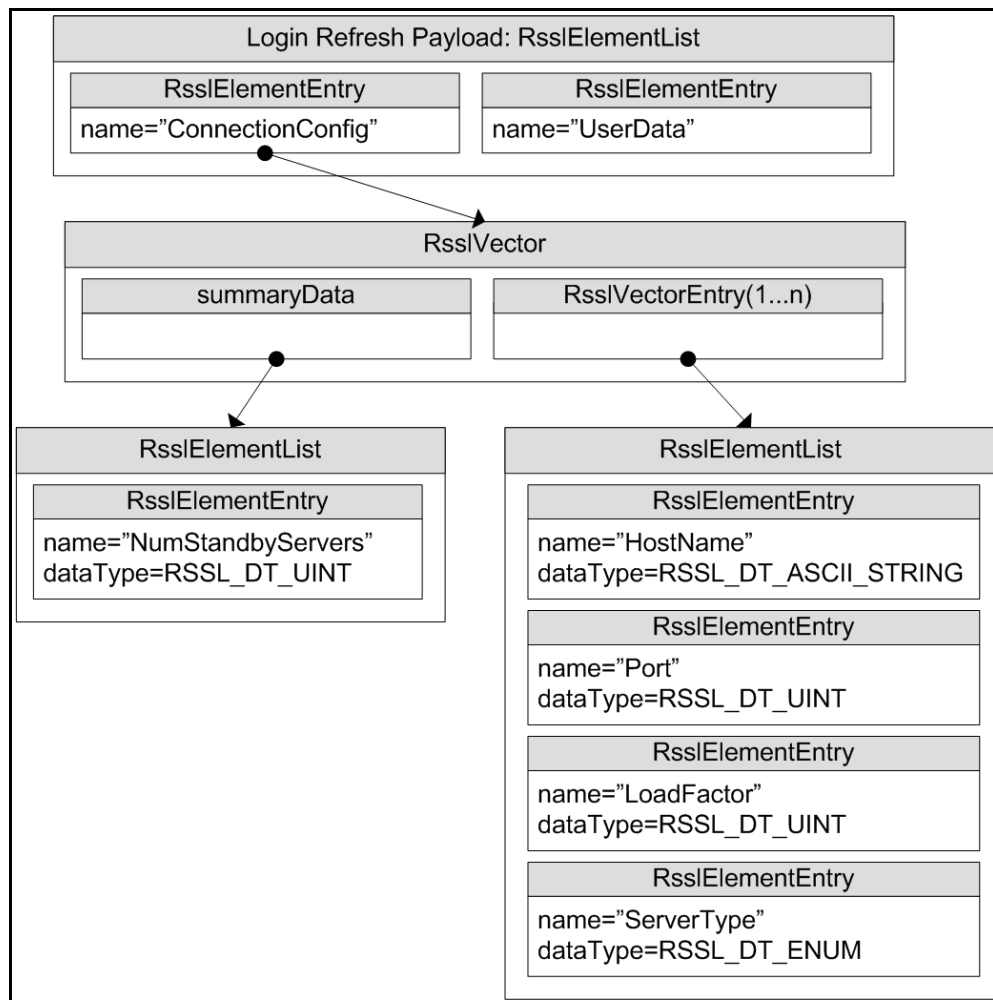 Login Refresh Payload: RsslElementList
RsslElementEntry
name=”ConnectionConfig”
RsslElementEntry
name=”UserData”
RsslVector
summaryData
RsslVectorEntry(1...n)
RsslElementList
RsslElementEntry
name=”NumStandbyServers”
dataType=RSSL_DT_UINT
RsslElementList
RsslElementEntry
name=”HostName”
dataType=RSSL_DT_ASCII_STRING
RsslElementEntry
name=”Port”
dataType=RSSL_DT_UINT
RsslElementEntry
name=”LoadFactor”
dataType=RSSL_DT_UINT
RsslElementEntry
name=”ServerType”
dataType=RSSL_DT_ENUM